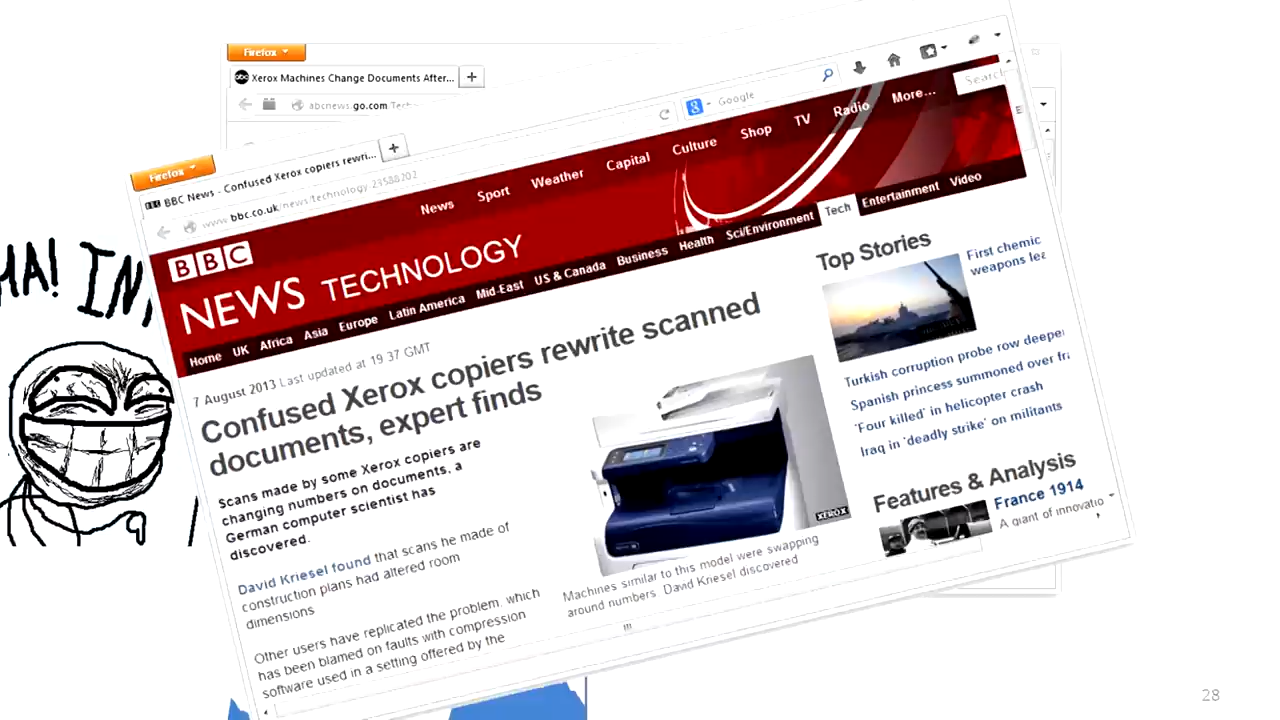 Firefox
Xerox Machines Change Documents After...
+
abcnews.go.com/Tech
Firefox
BBC News - Confused Xerox copiers rewri...
+
www.bbc.co.uk/news/technology-23588202
Google
Search
News Sport Weather Capital Culture Shop TV Radio More...
BBC
NEWS TECHNOLOGY
Home UK Africa Asia Europe Latin America Mid-East US & Canada Business Health Sci/Environment Tech Entertainment Video
7 August 2013 Last updated at 19:37 GMT
Confused Xerox copiers rewrite scanned
documents, expert finds
Scans made by some Xerox copiers are
changing numbers on documents, a
German computer scientist has
discovered.
David Kriesel found that scans he made of
construction plans had altered room
dimensions
Other users have replicated the problem, which
has been blamed on faults with compression
software used in a setting offered by the
XEROX
Machines similar to this model were swapping
around numbers David Kriesel discovered
Top Stories
First chemic
weapons lea
Turkish corruption probe row deepe
Spanish princess summoned over fr
'Four killed' in helicopter crash
Iraq in 'deadly strike' on militants
Features & Analysis
France 1914
A giant of innovatio
HA! IN
28